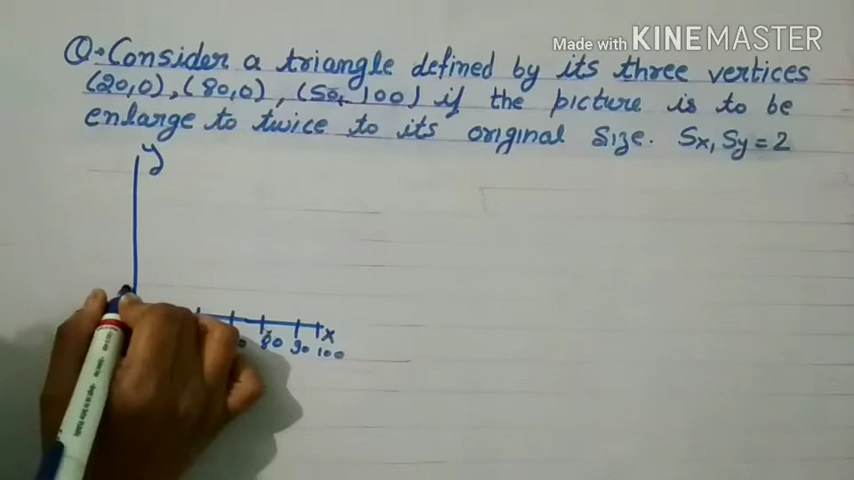 Made with KINEMASTER
Q→ Consider a triangle defined by its three vertices
(20,0), (80,0), (50, 100) if the picture is to be
enlarge to twice to its original size. Sx, Sy = 2
y
80 90 100 x